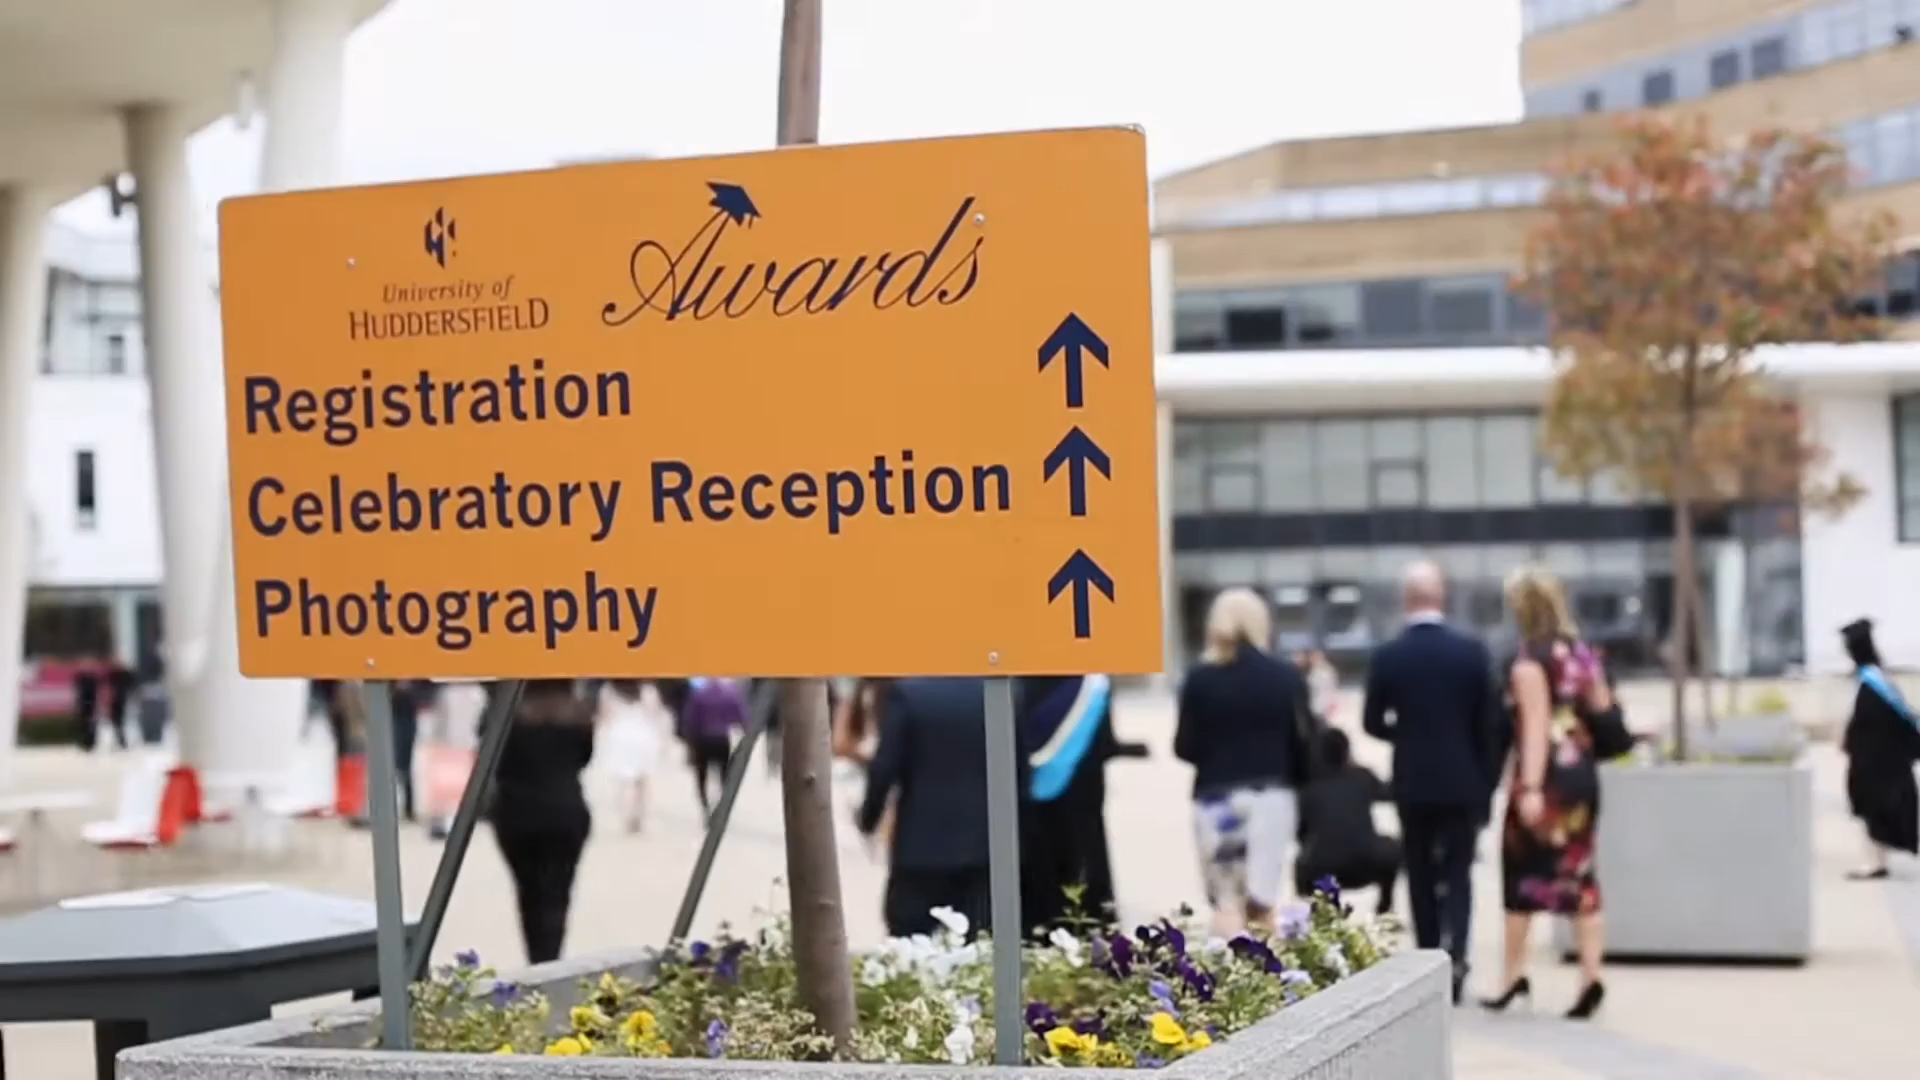 University of
HUDDERSFIELD
Awards
Registration ↑
Celebratory Reception ↑
Photography ↑